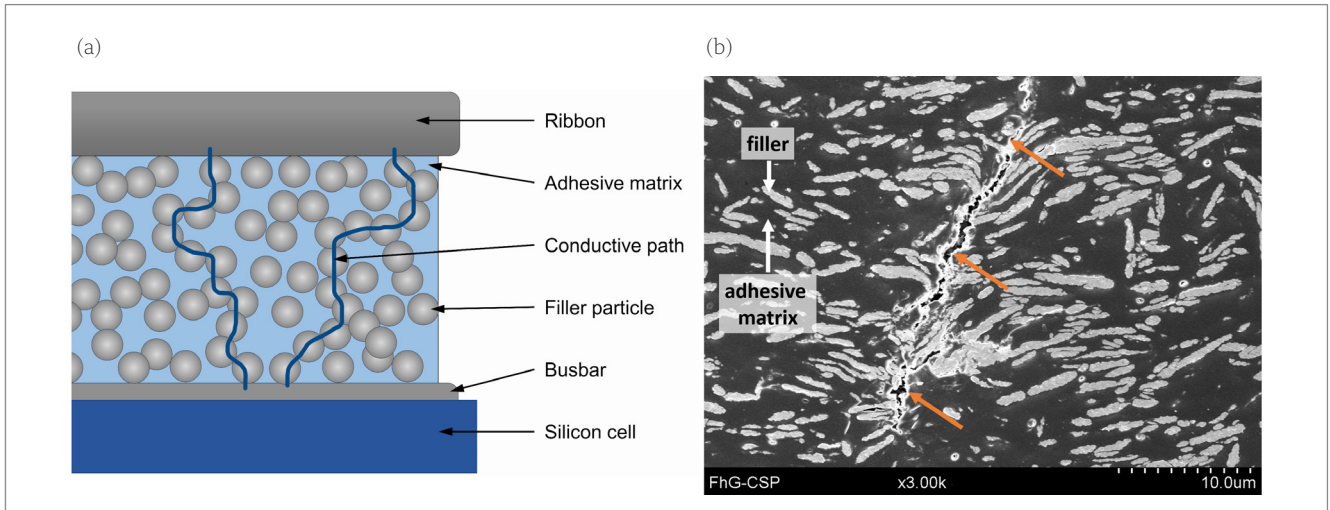 (a)
Ribbon
Adhesive matrix
Conductive path
Filler particle
Busbar
Silicon cell
(b)
filler
adhesive
matrix
FhG-CSP x3.00k 10.0um